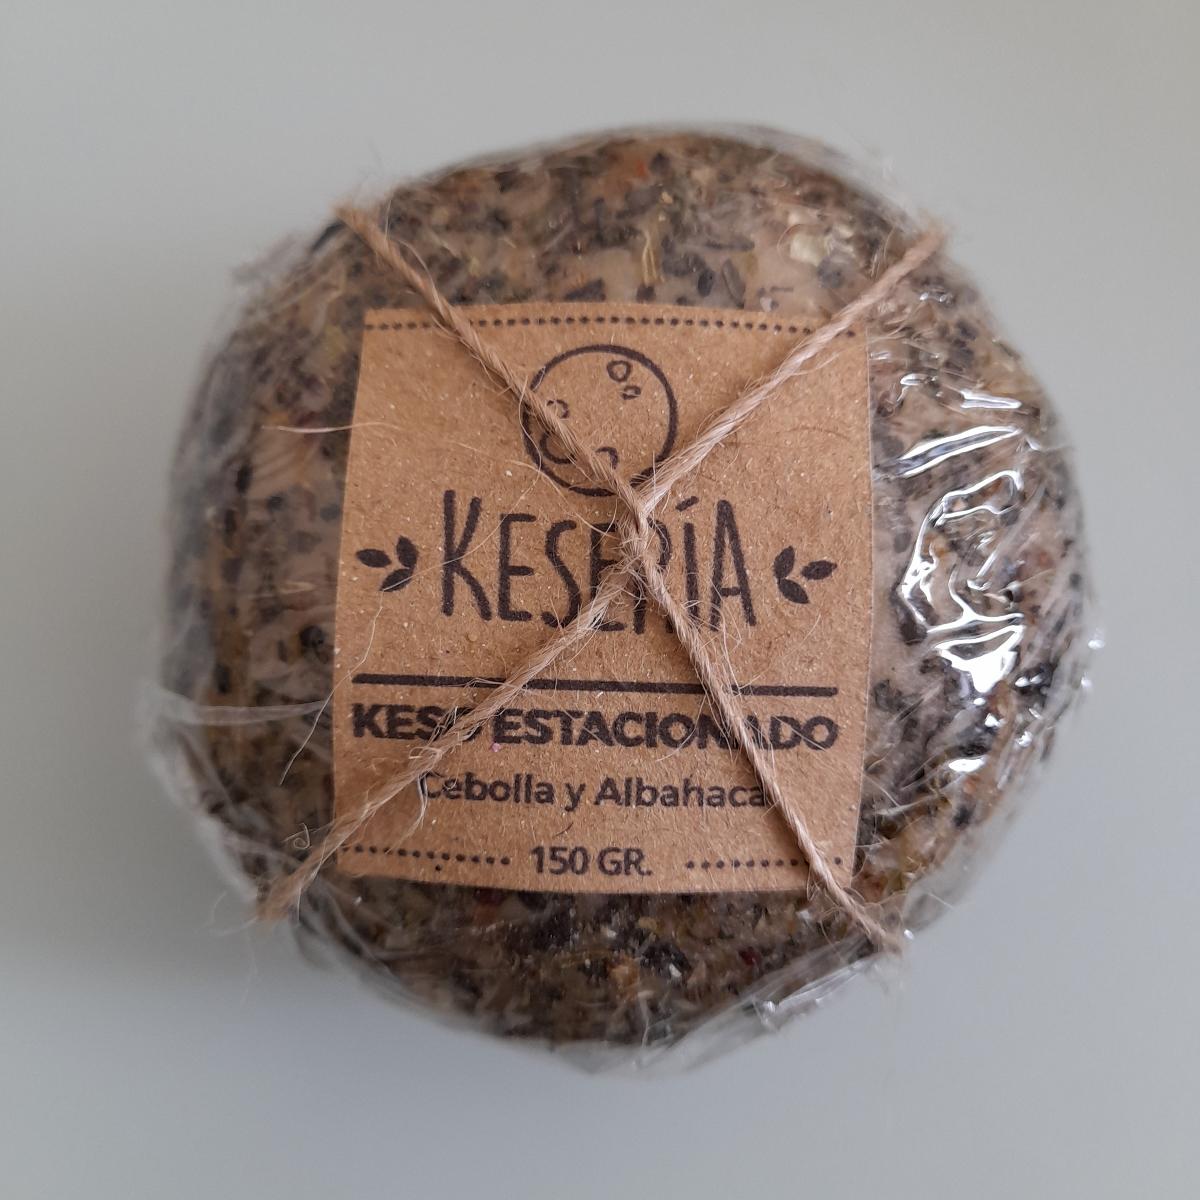 KESERÍA
KESO ESTACIONADO
Cebolla y Albahaca
150 GR.